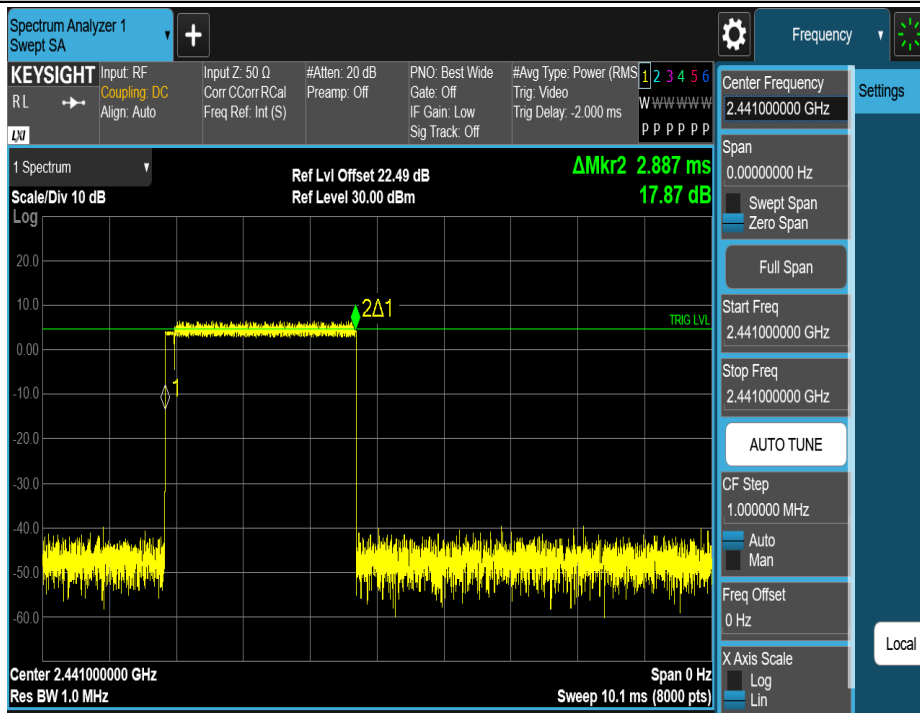 Spectrum Analyzer 1
Swept SA
+
Frequency
KEYSIGHT
RL
LXI
Input: RF
Coupling: DC
Align: Auto
Input Z: 50 Ω
Corr CCorr RCal
Freq Ref: Int (S)
#Atten: 20 dB
Preamp: Off
PNO: Best Wide
Gate: Off
IF Gain: Low
Sig Track: Off
#Avg Type: Power (RMS
Trig: Video
Trig Delay: -2.000 ms
1 2 3 4 5 6
W W W W W W
P P P P P P
1 Spectrum
Scale/Div 10 dB
Log
Ref Lvl Offset 22.49 dB
Ref Level 30.00 dBm
ΔMkr2 2.887 ms
17.87 dB
20.0
10.0
0.00
-10.0
-20.0
-30.0
-40.0
-50.0
-60.0
2Δ1
1
TRIG LVL
Center 2.441000000 GHz
Res BW 1.0 MHz
Span 0 Hz
Sweep 10.1 ms (8000 pts)
Center Frequency
2.441000000 GHz
Span
0.00000000 Hz
Swept Span
Zero Span
Full Span
Start Freq
2.441000000 GHz
Stop Freq
2.441000000 GHz
AUTO TUNE
CF Step
1.000000 MHz
Auto
Man
Freq Offset
0 Hz
X Axis Scale
Log
Lin
Settings
Local